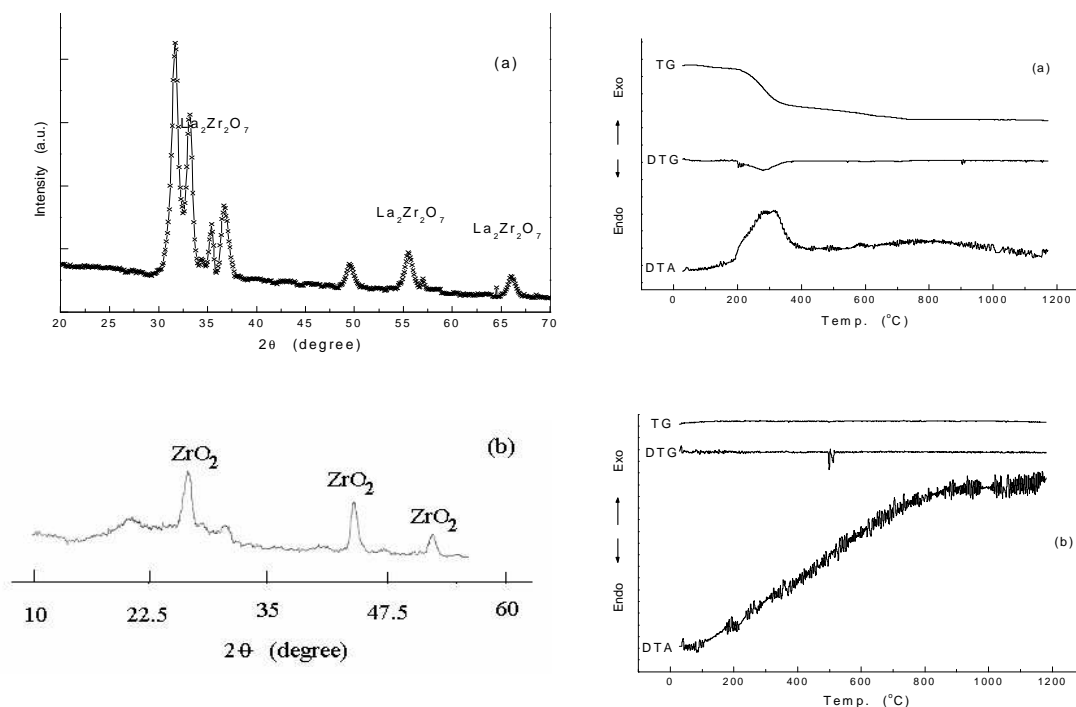 (a)
La₂Zr₂O₇
La₂Zr₂O₇
La₂Zr₂O₇
Intensity (a.u.)
20 25 30 35 40 45 50 55 60 65 70
2θ (degree)
(a)
TG
Exo
DTG
Endo
DTA
0 200 400 600 800 1000 1200
Temp. (°C)
(b)
ZrO₂
ZrO₂
ZrO₂
10 22.5 35 47.5 60
2θ (degree)
TG
DTG
Exo
(b)
Endo
DTA
0 200 400 600 800 1000 1200
Temp. (°C)